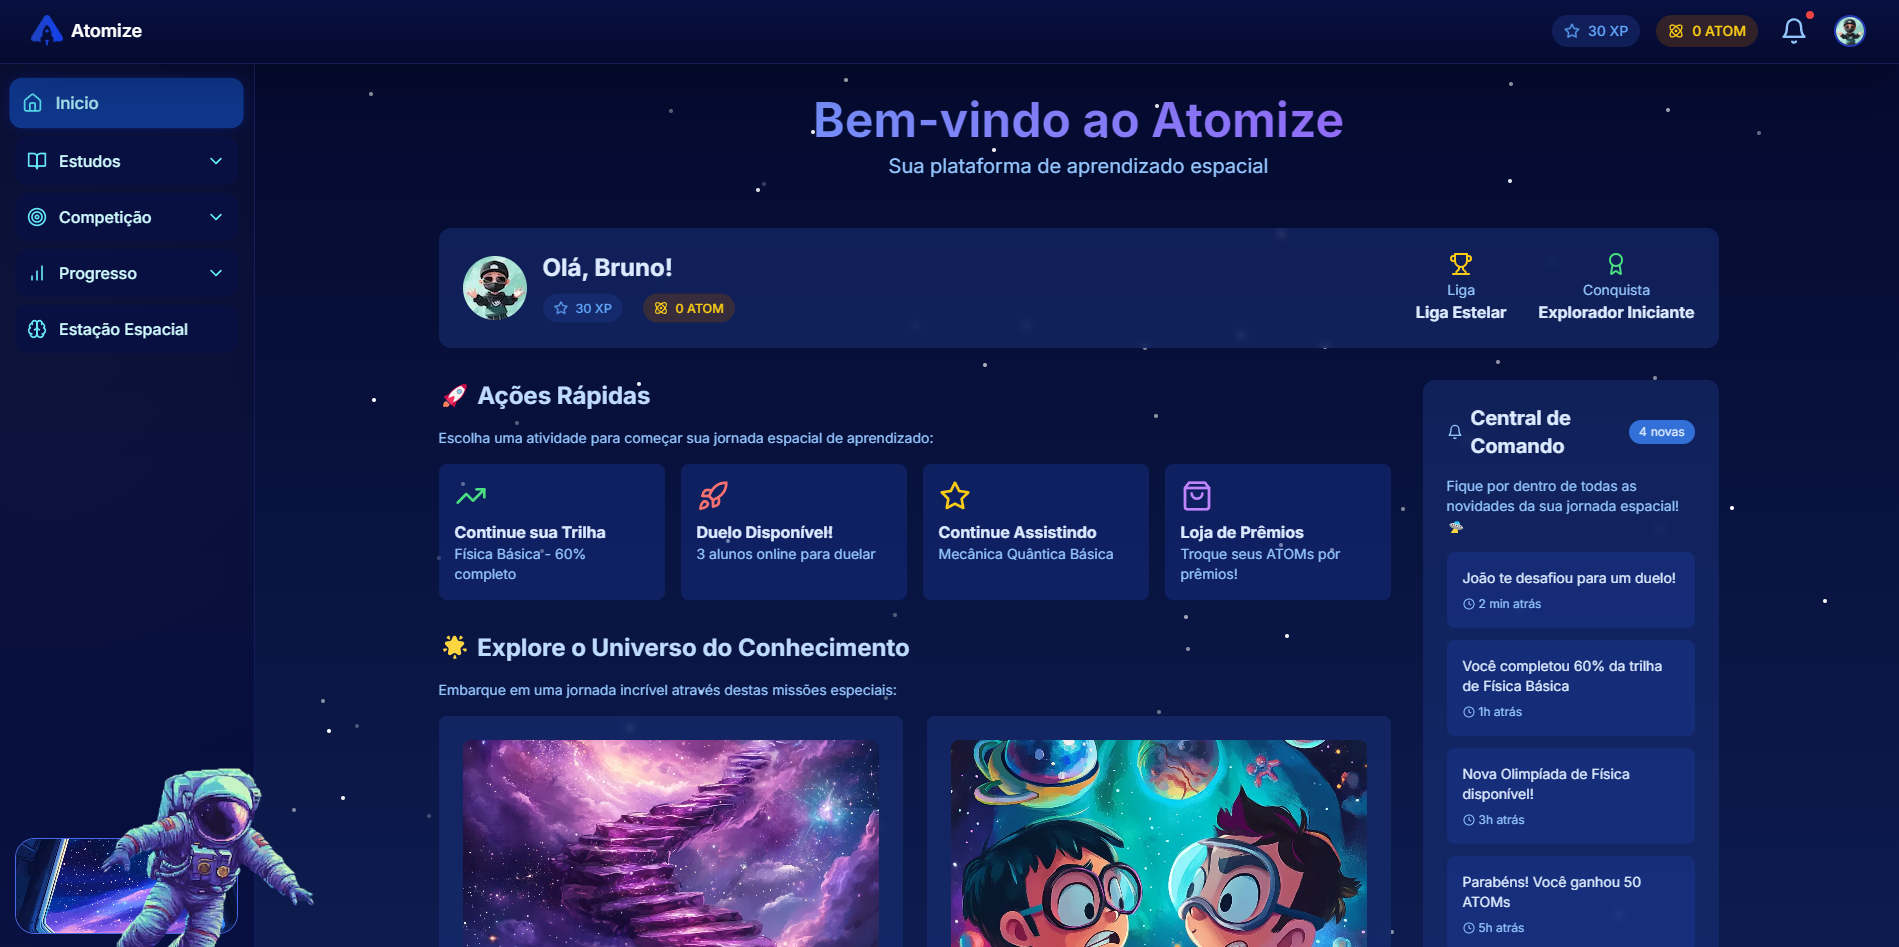 Atomize
30 XP
0 ATOM
Inicio
Estudos
Competição
Progresso
Estação Espacial
Bem-vindo ao Atomize
Sua plataforma de aprendizado espacial
Olá, Bruno!
30 XP
0 ATOM
Liga
Liga Estelar
Conquista
Explorador Iniciante
Ações Rápidas
Escolha uma atividade para começar sua jornada espacial de aprendizado:
Continue sua Trilha
Física Básica - 60%
completo
Duelo Disponível!
3 alunos online para duelar
Continue Assistindo
Mecânica Quântica Básica
Loja de Prêmios
Troque seus ATOMs por
prêmios!
Explore o Universo do Conhecimento
Embarque em uma jornada incrível através destas missões especiais:
Central de
Comando
4 novas
Fique por dentro de todas as
novidades da sua jornada espacial!
João te desafiou para um duelo!
2 min atrás
Você completou 60% da trilha
de Física Básica
1h atrás
Nova Olimpíada de Física
disponível!
3h atrás
Parabéns! Você ganhou 50
ATOMs
5h atrás